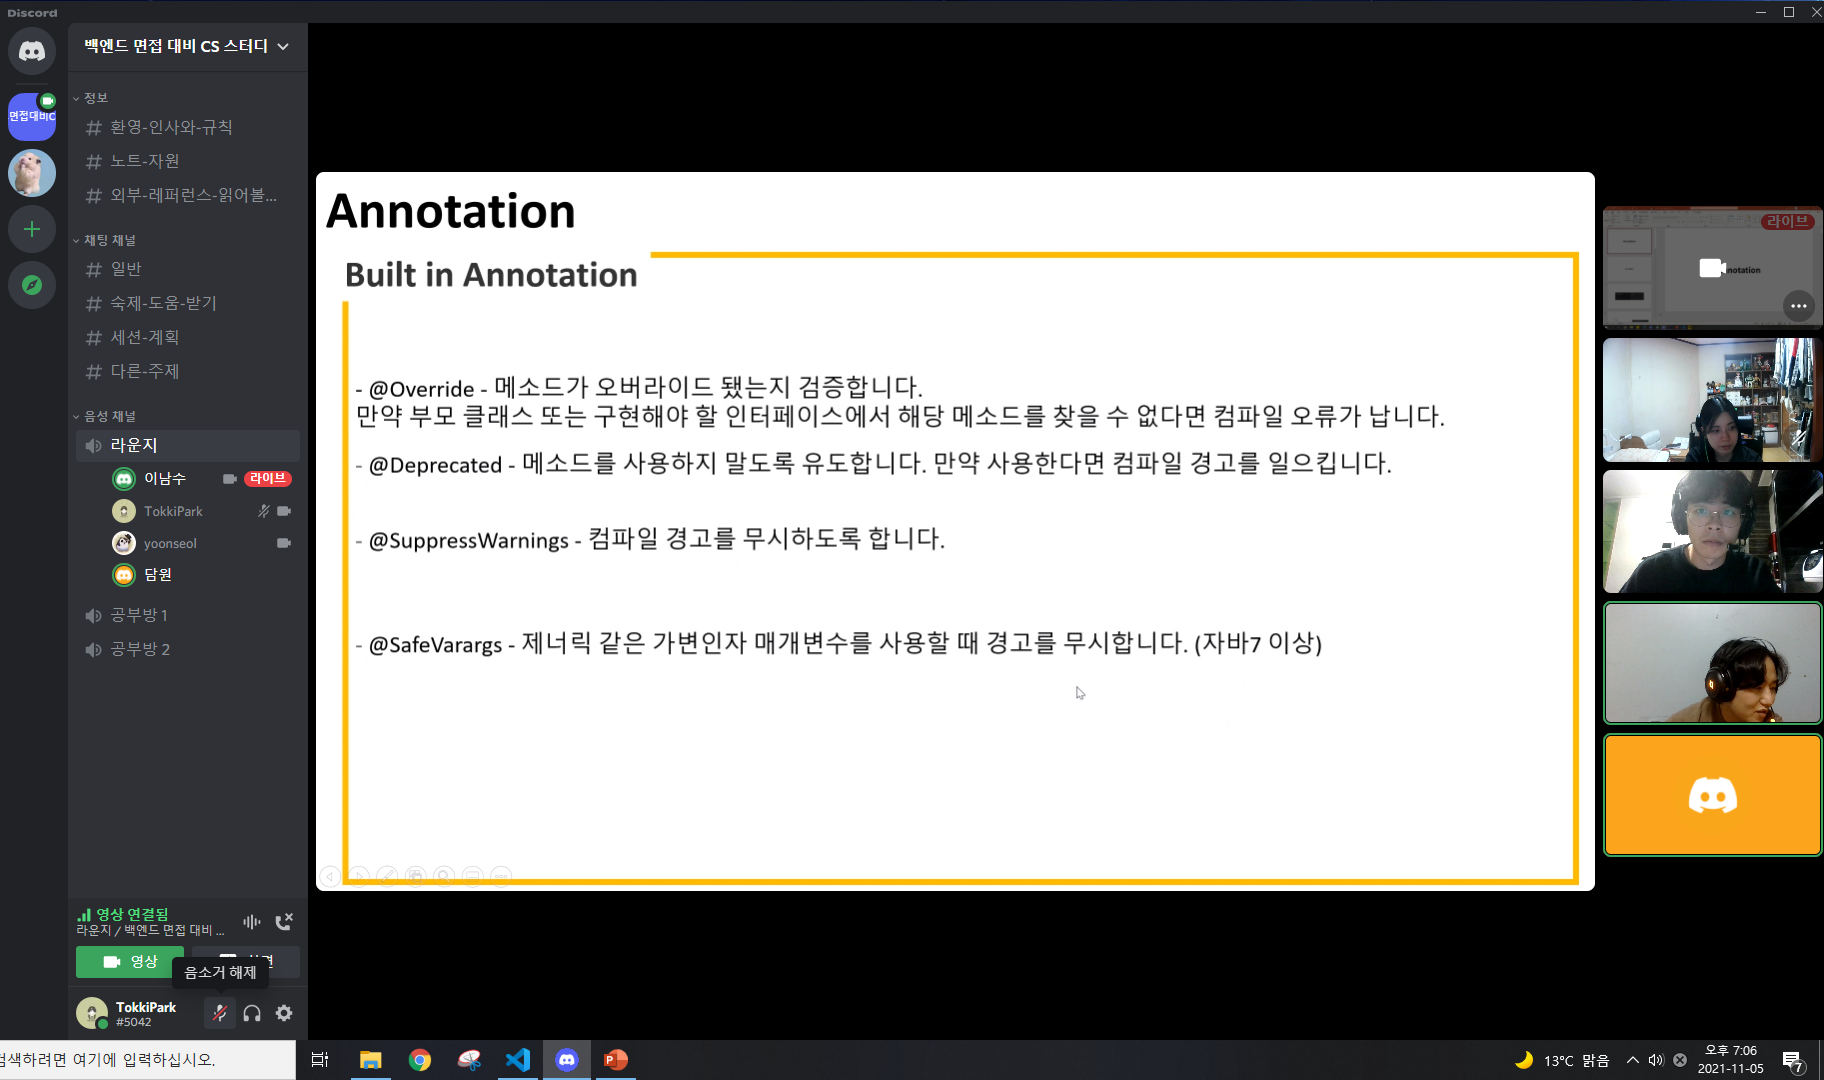 Discord
백엔드 면접 대비 CS 스터디
면접대비C
정보
환영-인사와-규칙
노트-자원
외부-레퍼런스-읽어볼...
채팅 채널
일반
숙제-도움-받기
세션-계획
다른-주제
음성 채널
라운지
이남수 라이브
TokkiPark
yoonseol
담원
공부방 1
공부방 2
영상 연결됨
라운지 / 백엔드 면접 대비 ...
영상
음소거 해제
TokkiPark
#5042
Annotation
Built in Annotation
- @Override - 메소드가 오버라이드 됐는지 검증합니다.
만약 부모 클래스 또는 구현해야 할 인터페이스에서 해당 메소드를 찾을 수 없다면 컴파일 오류가 납니다.
- @Deprecated - 메소드를 사용하지 말도록 유도합니다. 만약 사용한다면 컴파일 경고를 일으킵니다.
- @SuppressWarnings - 컴파일 경고를 무시하도록 합니다.
- @SafeVarargs - 제너릭 같은 가변인자 매개변수를 사용할 때 경고를 무시합니다. (자바7 이상)
라이브
notation
검색하려면 여기에 입력하십시오.
13°C 맑음
오후 7:06
2021-11-05
7